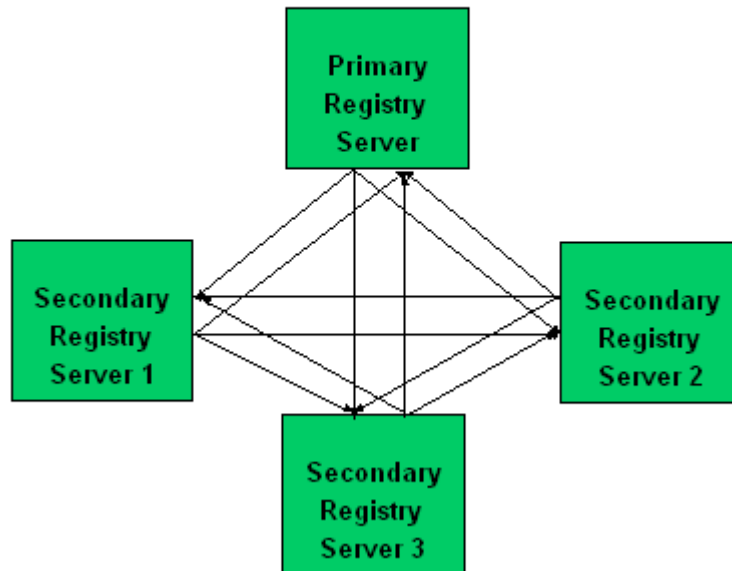 Primary
Registry
Server
Secondary
Registry
Server 1
Secondary
Registry
Server 2
Secondary
Registry
Server 3